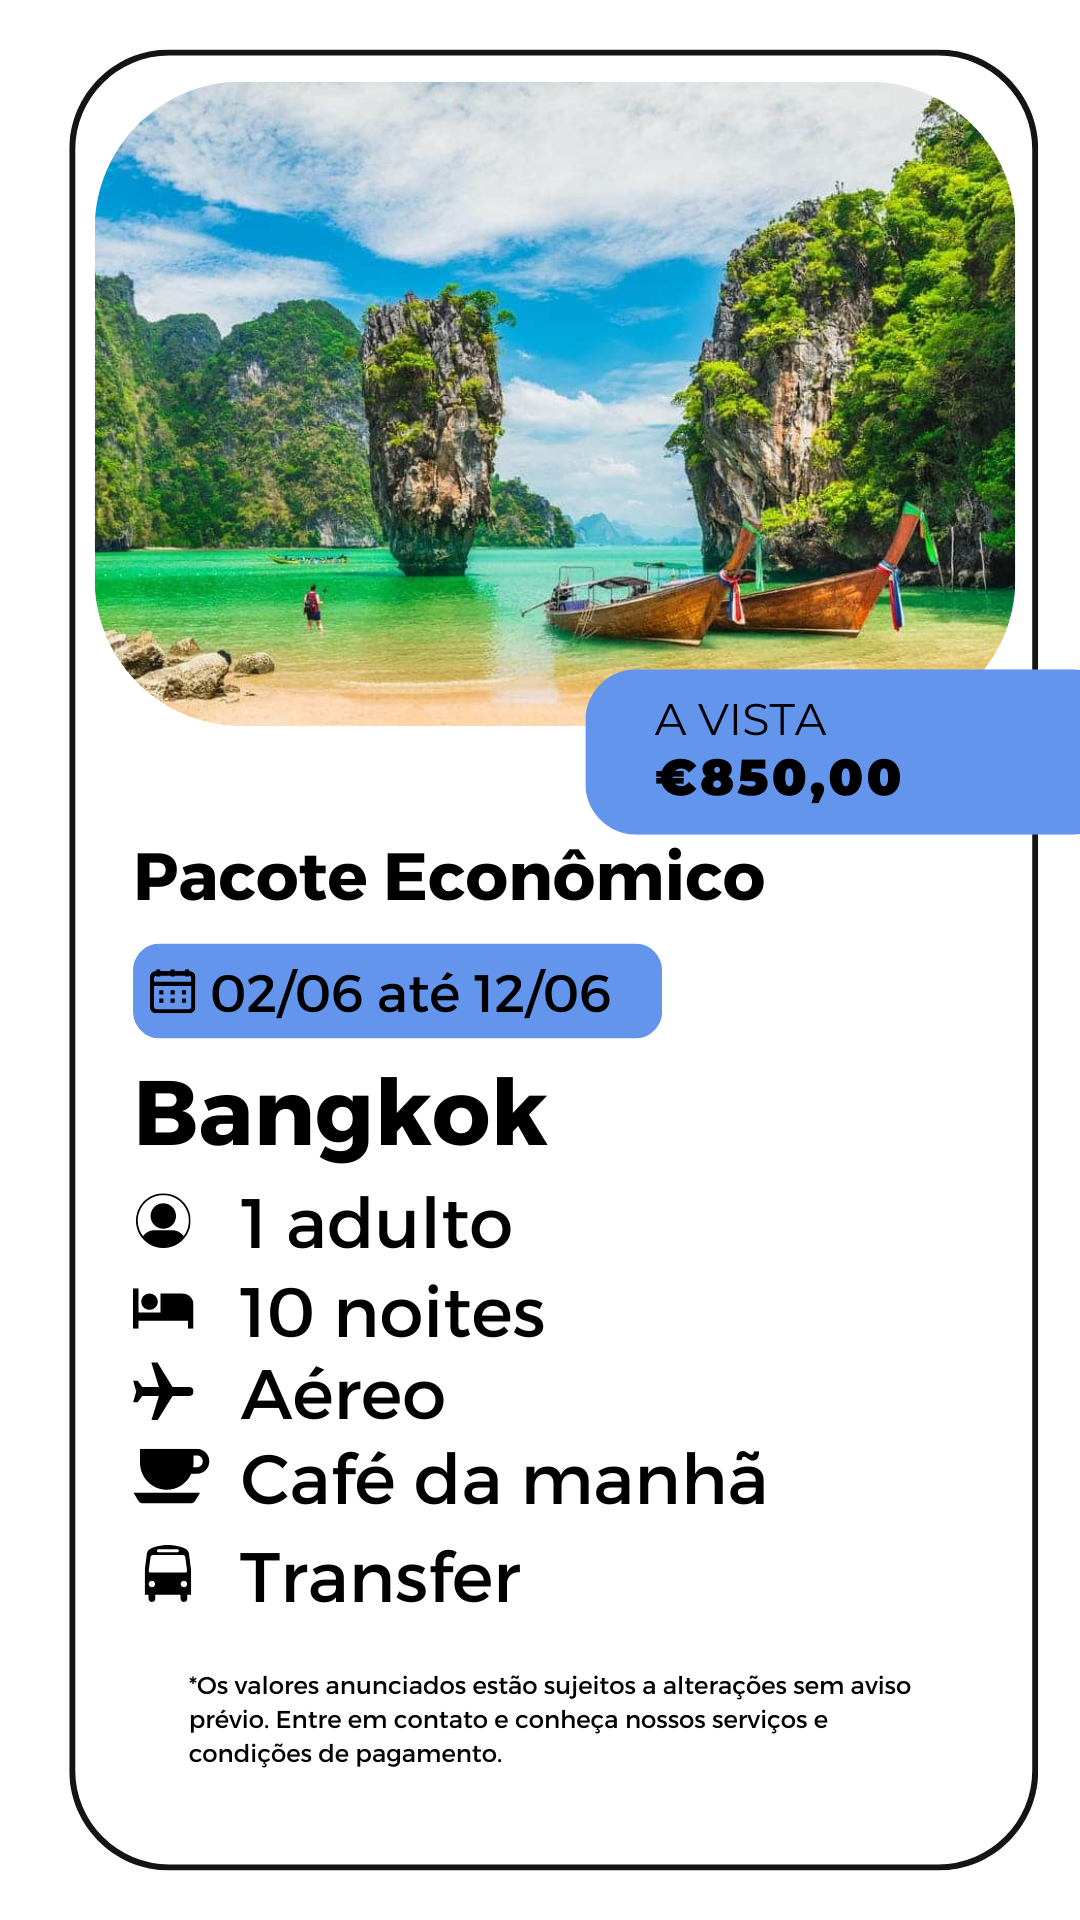 A VISTA
€850,00
Pacote Econômico
02/06 até 12/06
Bangkok
1 adulto
10 noites
Aéreo
Café da manhã
Transfer
*Os valores anunciados estão sujeitos a alterações sem aviso
prévio. Entre em contato e conheça nossos serviços e
condições de pagamento.